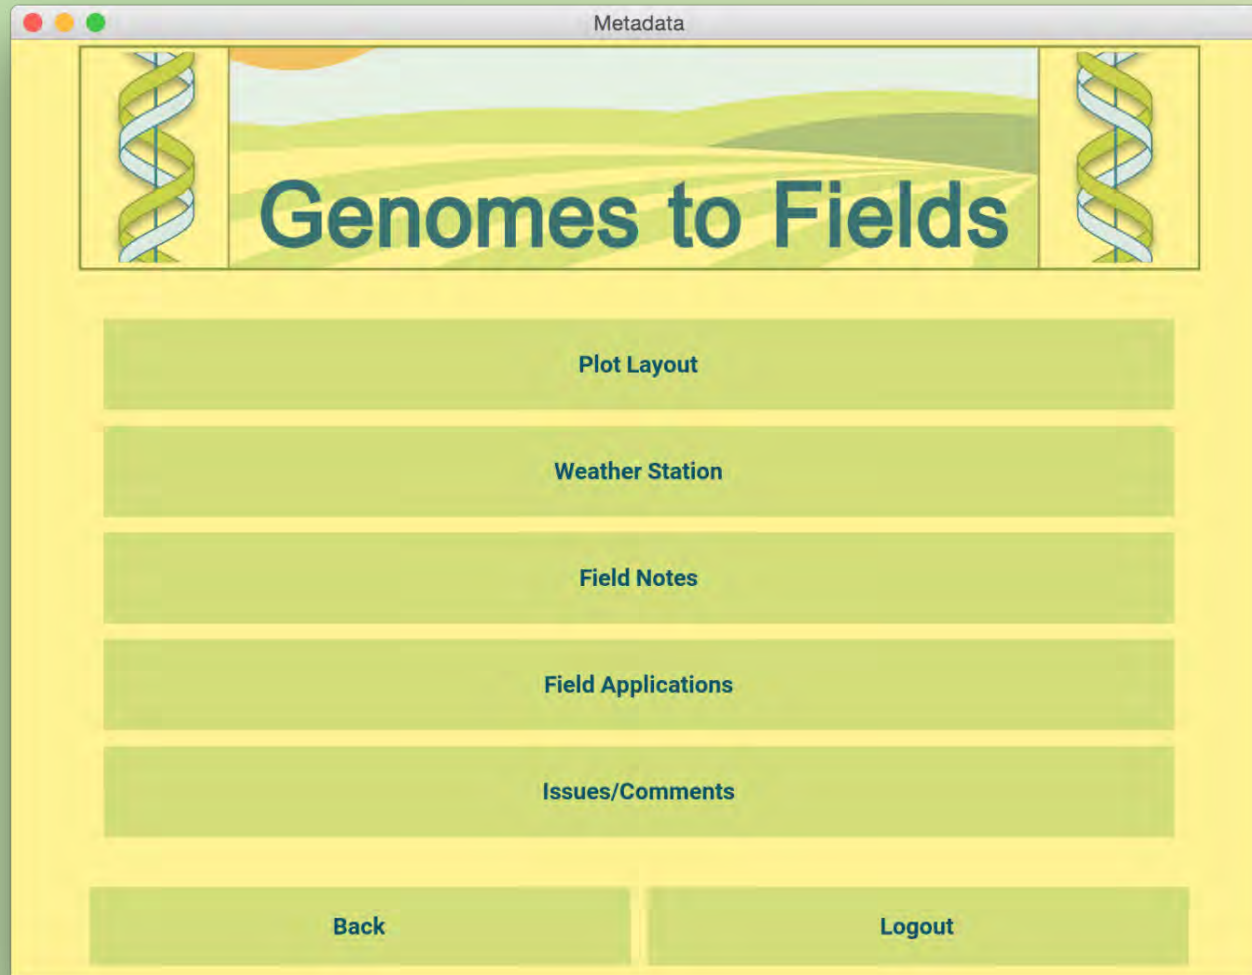 Metadata
Genomes to Fields
Plot Layout
Weather Station
Field Notes
Field Applications
Issues/Comments
Back
Logout